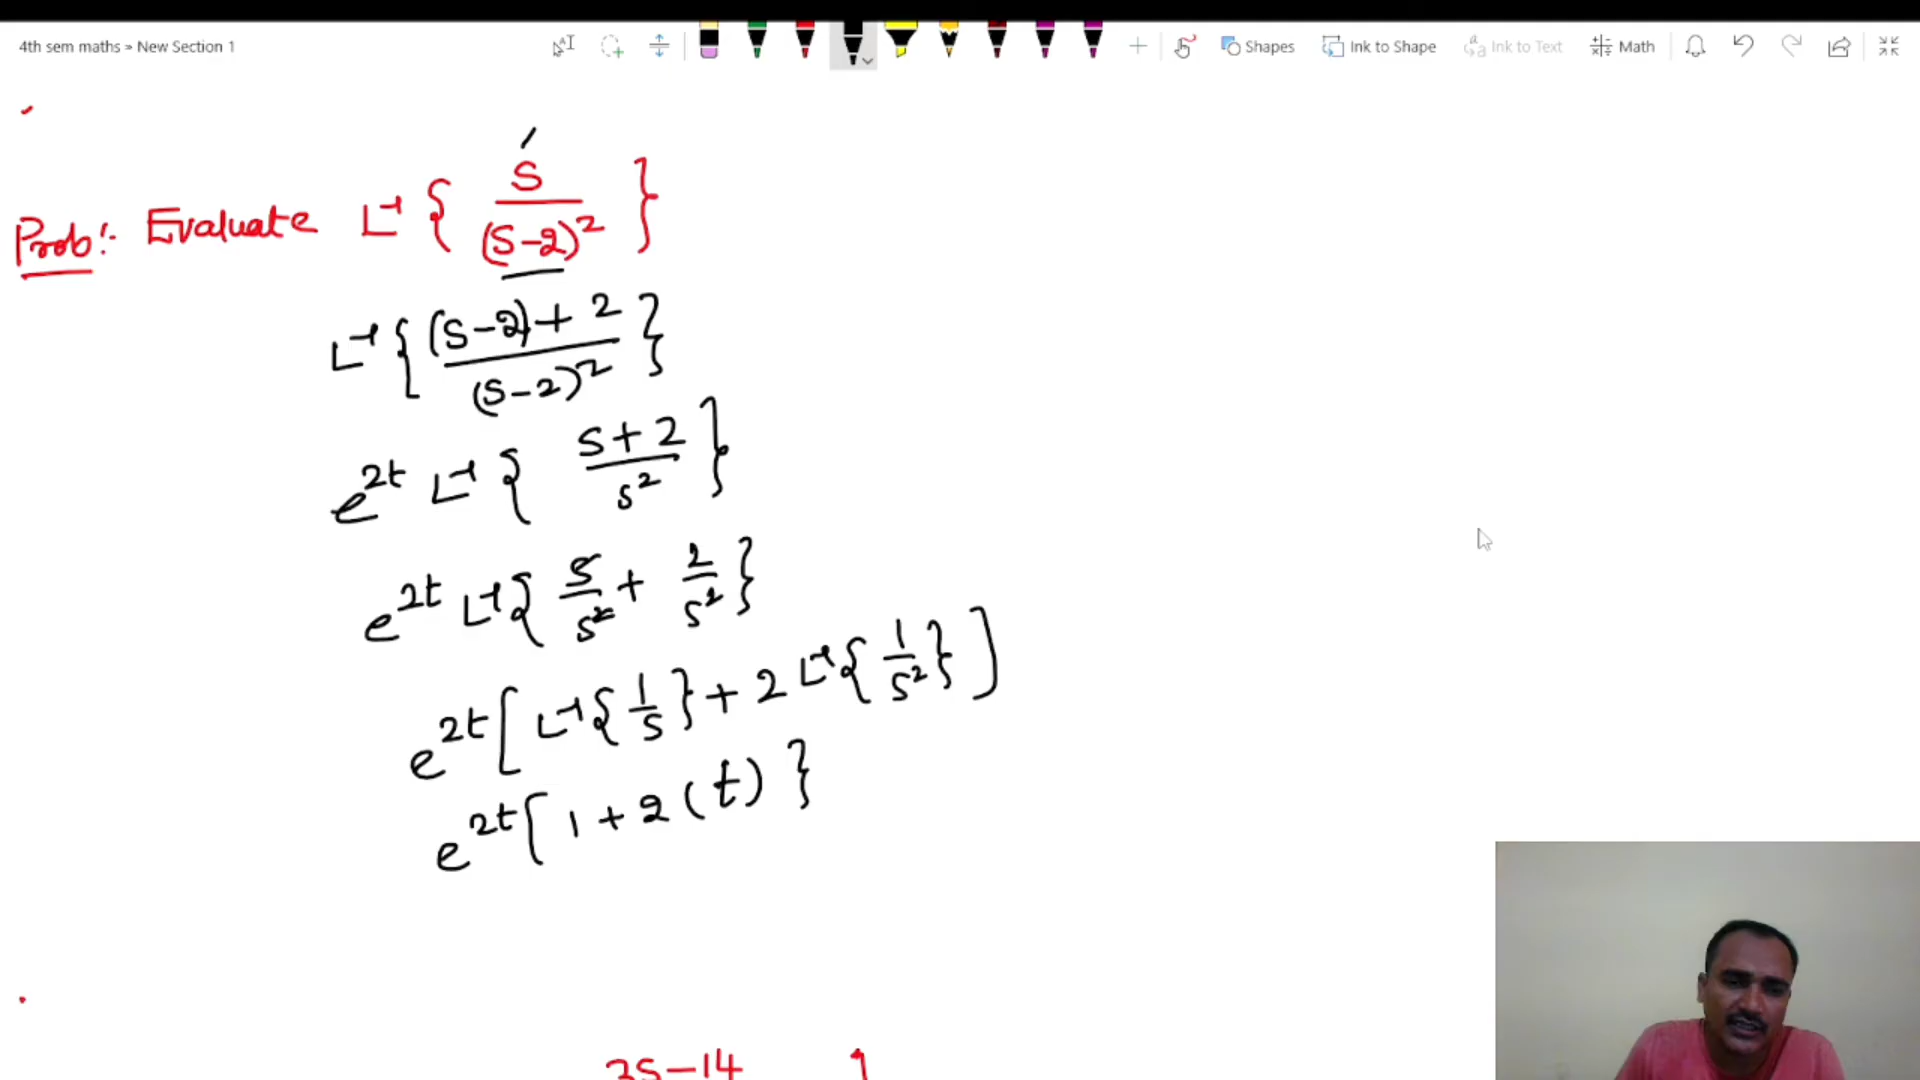 4th sem maths » New Section 1
Shapes Ink to Shape Ink to Text Math
Prob:- Evaluate L⁻¹ { s / (s-2)² }
L⁻¹ { (s-2)+2 / (s-2)² }
e^2t L⁻¹ { s+2 / s² }
e^2t L⁻¹ { s/s² + 2/s² }
e^2t [ L⁻¹ { 1/s } + 2 L⁻¹ { 1/s² } ]
e^2t [ 1 + 2 (t) }
3s-14